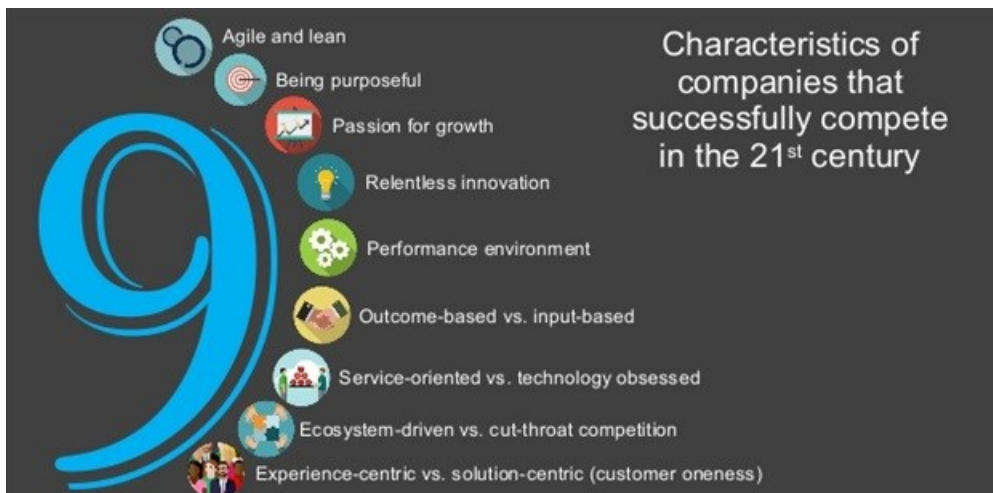 9
Characteristics of
companies that
successfully compete
in the 21st century
Agile and lean
Being purposeful
Passion for growth
Relentless innovation
Performance environment
Outcome-based vs. input-based
Service-oriented vs. technology obsessed
Ecosystem-driven vs. cut-throat competition
Experience-centric vs. solution-centric (customer oneness)